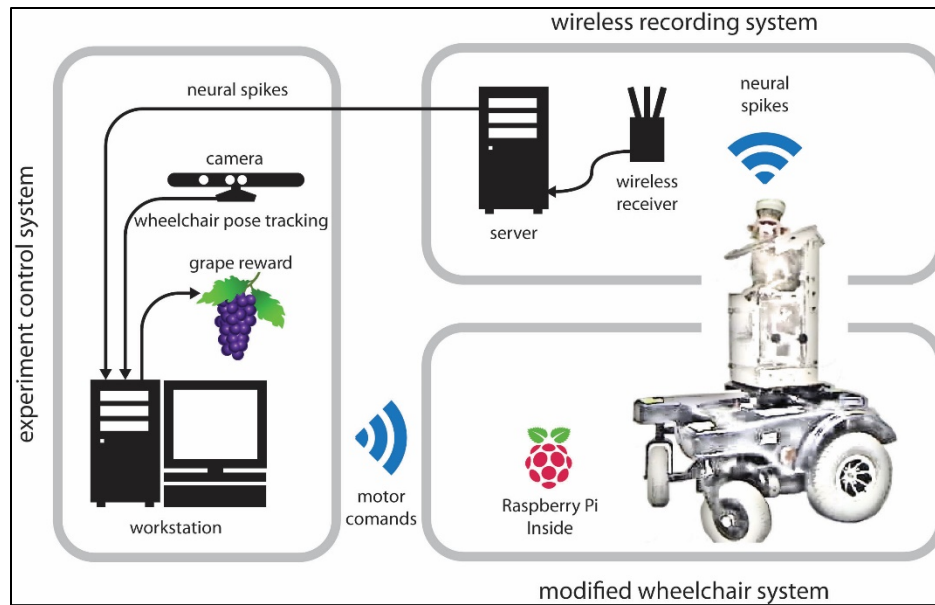 wireless recording system
experiment control system
neural spikes
camera
wheelchair pose tracking
grape reward
workstation
server
wireless
receiver
neural
spikes
motor
comands
Raspberry Pi
Inside
modified wheelchair system